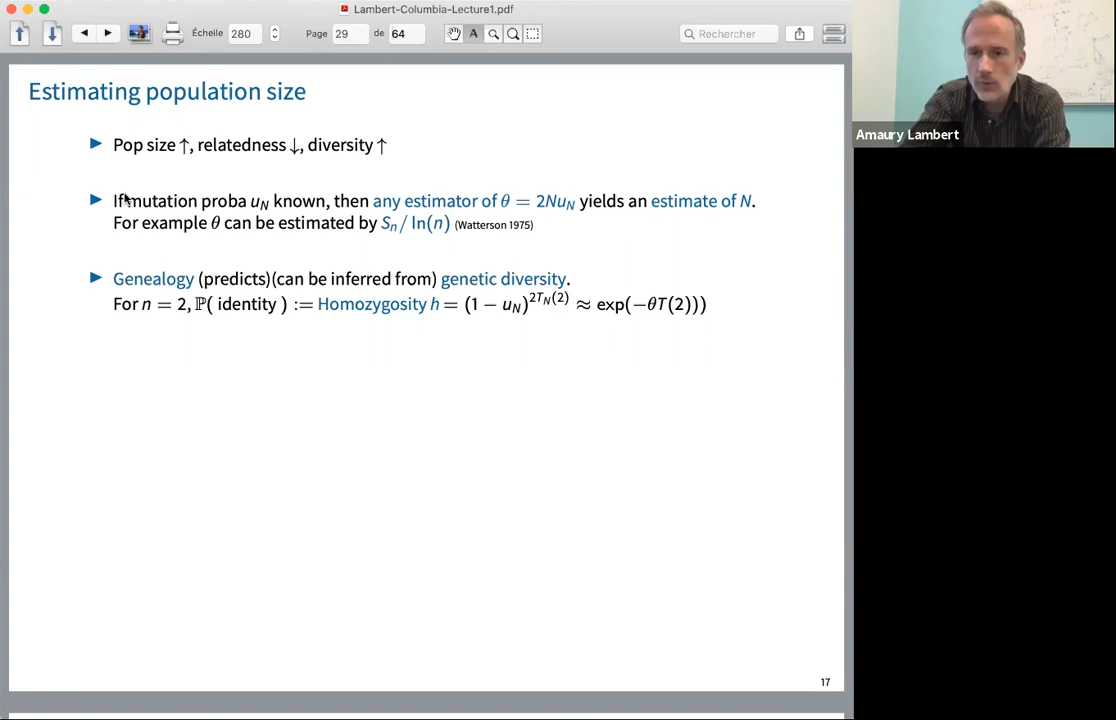 Lambert-Columbia-Lecture1.pdf
Échelle 280 Page 29 de 64 A Rechercher
Amaury Lambert
Estimating population size
Pop size ↑, relatedness ↓, diversity ↑
If mutation proba u_N known, then any estimator of θ = 2Nu_N yields an estimate of N.
For example θ can be estimated by S_n / ln(n) (Watterson 1975)
Genealogy (predicts)(can be inferred from) genetic diversity.
For n = 2, ℙ( identity ) := Homozygosity h = (1 − u_N)^{2T_N(2)} ≈ exp(−θT(2)))
17